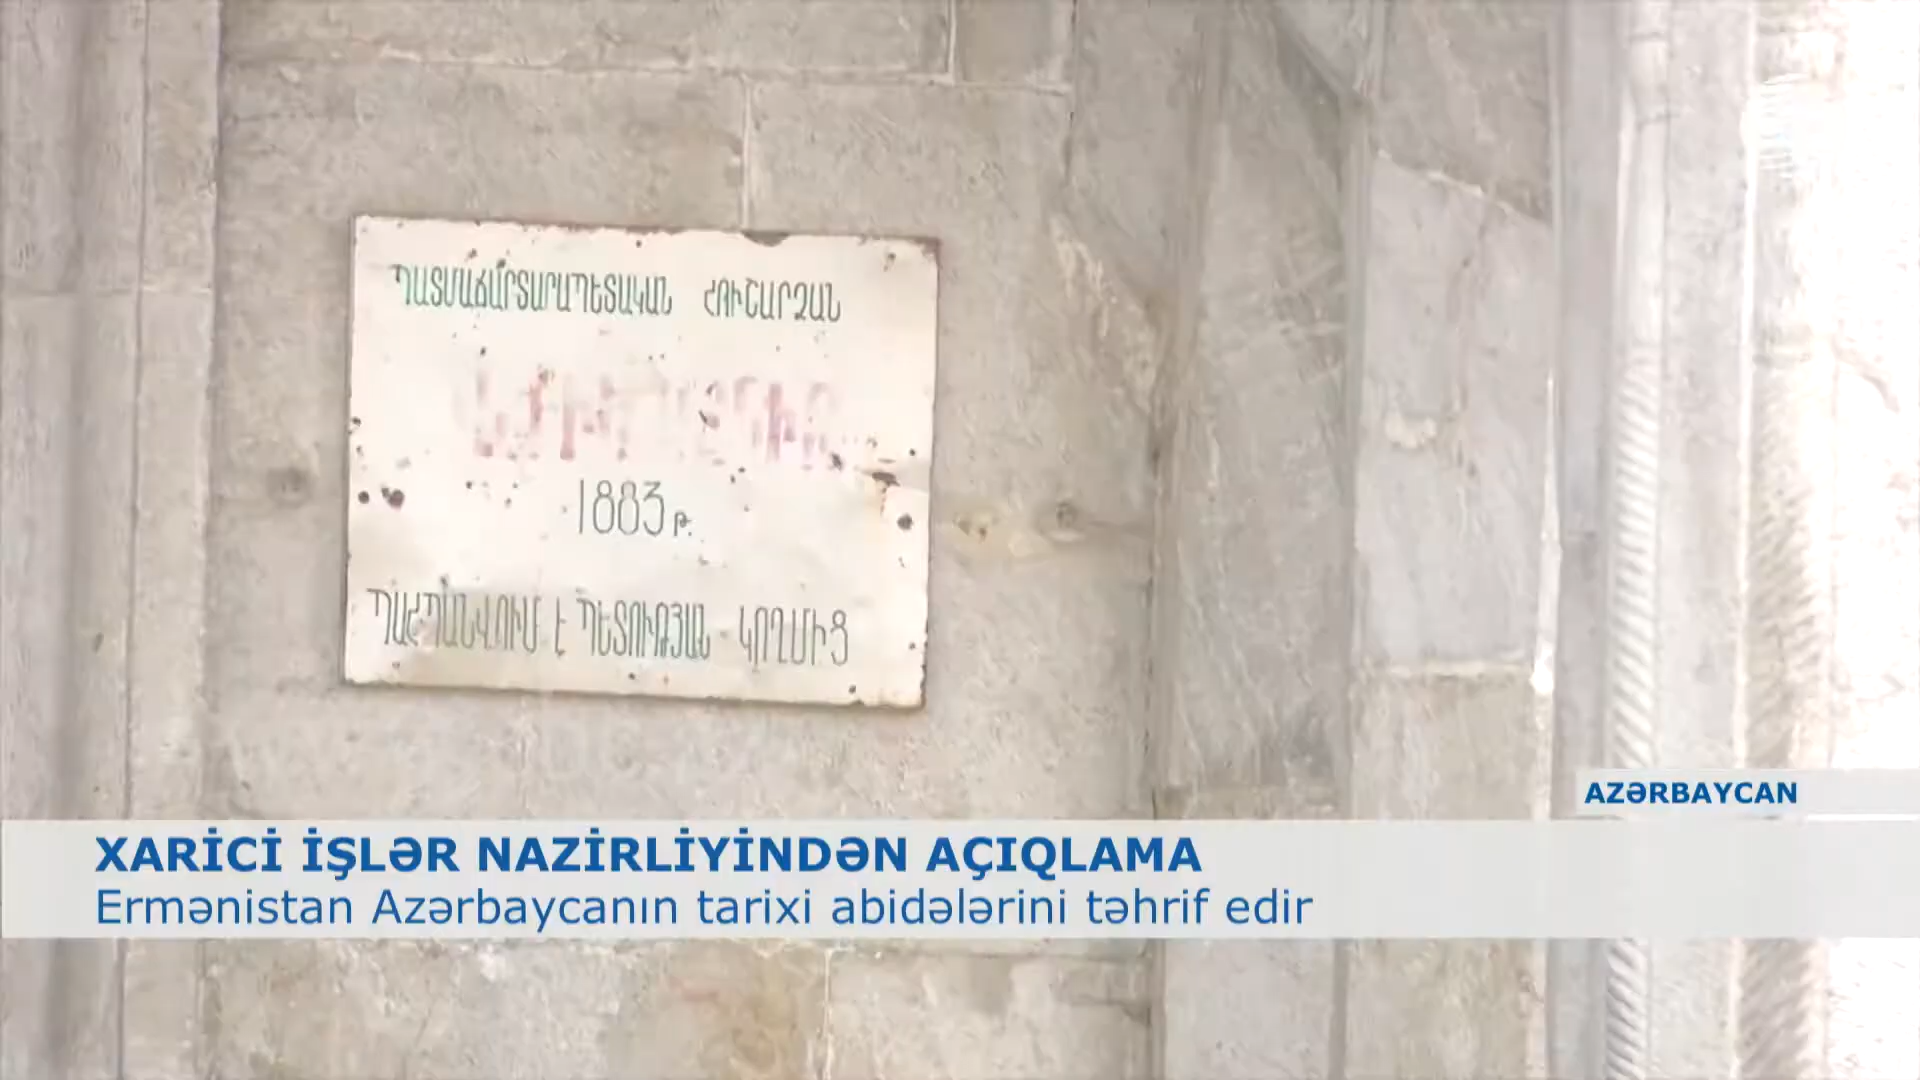 ՊԱՏՄԱՃԱՐՏԱՐԱՊԵՏԱԿԱՆ ՀՈՒՇԱՐՁԱՆ
1883 թ.
ՊԱՀՊԱՆՎՈՒՄ Է ՊԵՏՈՒԹՅԱՆ ԿՈՂՄԻՑ
AZƏRBAYCAN
XARİCİ İŞLƏR NAZİRLİYİNDƏN AÇIQLAMA
Ermənistan Azərbaycanın tarixi abidələrini təhrif edir